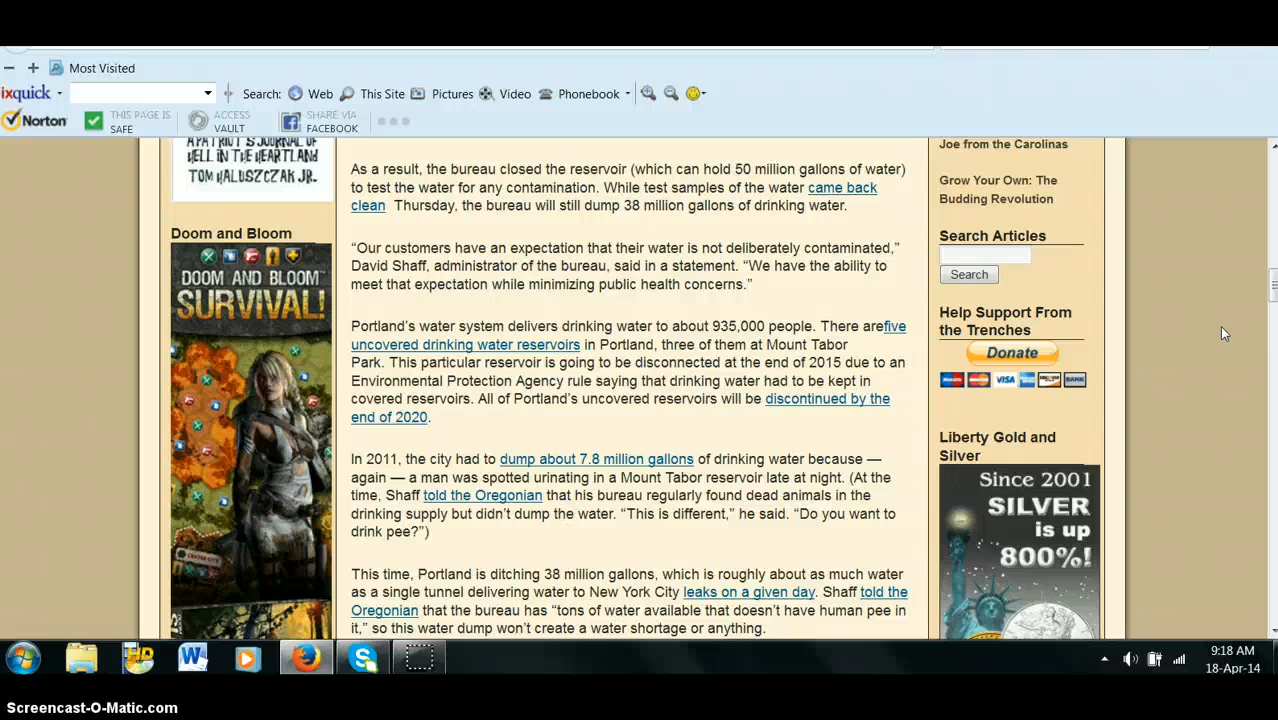 Most Visited
ixquick Search: Web This Site Pictures Video Phonebook
Norton THIS PAGE IS SAFE ACCESS VAULT SHARE VIA FACEBOOK
A PATRIOT'S JOURNAL OF
HELL IN THE HEARTLAND
TOM HALUSZCZAK JR.
Doom and Bloom
DOOM AND BLOOM™
SURVIVAL!
As a result, the bureau closed the reservoir (which can hold 50 million gallons of water)
to test the water for any contamination. While test samples of the water came back
clean Thursday, the bureau will still dump 38 million gallons of drinking water.
“Our customers have an expectation that their water is not deliberately contaminated,”
David Shaff, administrator of the bureau, said in a statement. “We have the ability to
meet that expectation while minimizing public health concerns.”
Portland’s water system delivers drinking water to about 935,000 people. There arefive
uncovered drinking water reservoirs in Portland, three of them at Mount Tabor
Park. This particular reservoir is going to be disconnected at the end of 2015 due to an
Environmental Protection Agency rule saying that drinking water had to be kept in
covered reservoirs. All of Portland’s uncovered reservoirs will be discontinued by the
end of 2020.
In 2011, the city had to dump about 7.8 million gallons of drinking water because —
again — a man was spotted urinating in a Mount Tabor reservoir late at night. (At the
time, Shaff told the Oregonian that his bureau regularly found dead animals in the
drinking supply but didn’t dump the water. “This is different,” he said. “Do you want to
drink pee?”)
This time, Portland is ditching 38 million gallons, which is roughly about as much water
as a single tunnel delivering water to New York City leaks on a given day. Shaff told the
Oregonian that the bureau has “tons of water available that doesn’t have human pee in
it,” so this water dump won’t create a water shortage or anything.
Joe from the Carolinas
Grow Your Own: The
Budding Revolution
Search Articles
Search
Help Support From
the Trenches
Donate
VISA
BANK
Liberty Gold and
Silver
Since 2001
SILVER
is up
800%!
9:18 AM
18-Apr-14
Screencast-O-Matic.com